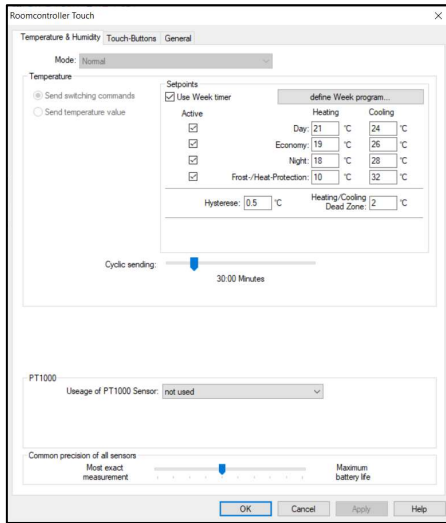 Roomcontroller Touch
Temperature & Humidity Touch-Buttons General
Mode: Normal
Temperature
Send switching commands
Send temperature value
Setpoints
Use Week timer define Week program...
Active Heating Cooling
Day: 21 °C 24 °C
Economy: 19 °C 26 °C
Night: 18 °C 28 °C
Frost-/Heat-Protection: 10 °C 32 °C
Hysterese: 0.5 °C Heating/Cooling Dead Zone: 2 °C
Cyclic sending:
30:00 Minutes
PT1000
Useage of PT1000 Sensor: not used
Common precision of all sensors
Most exact measurement Maximum battery life
OK Cancel Apply Help